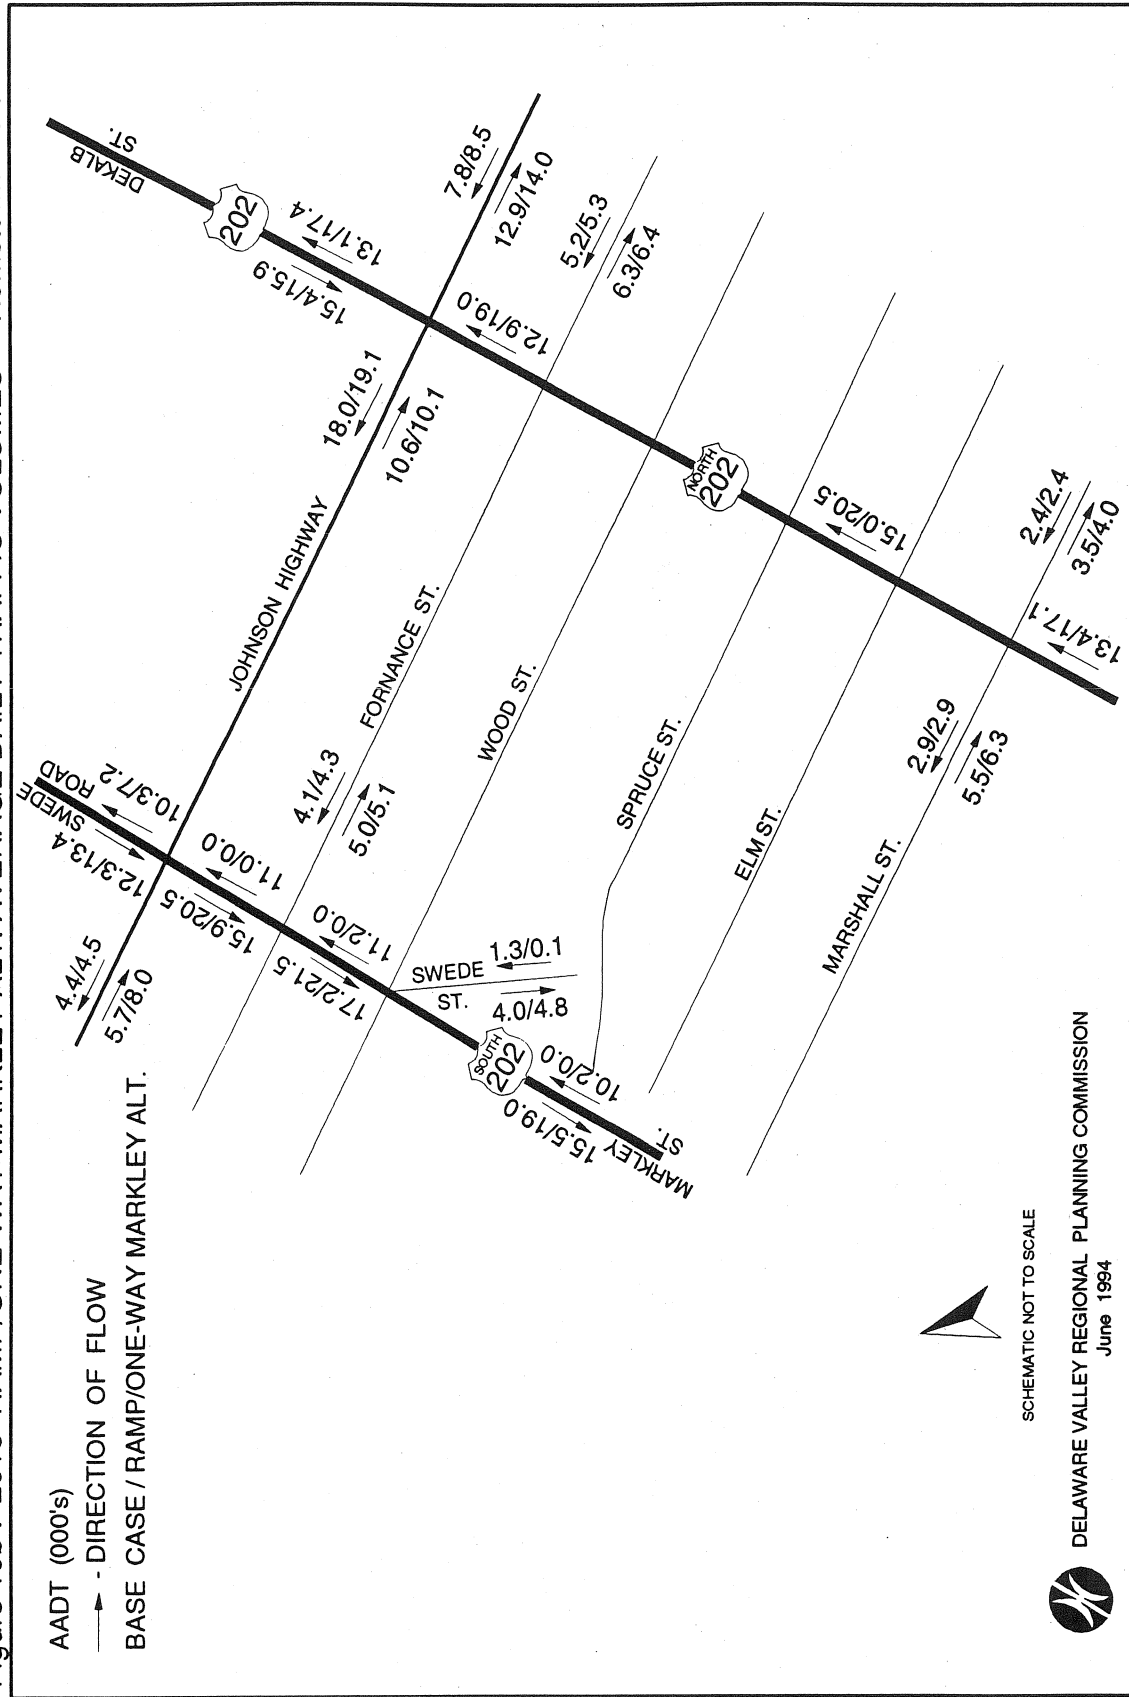 AADT (000's)
- DIRECTION OF FLOW
BASE CASE / RAMP/ONE-WAY MARKLEY ALT.
DEKALB
ST.
202
15.4/15.9
13.1/17.4
7.8/8.5
12.9/14.0
18.0/19.1
10.6/10.1
12.9/19.0
5.2/5.3
6.3/6.4
JOHNSON HIGHWAY
SWEDE
ROAD
12.3/13.4
10.3/7.2
4.4/4.5
5.7/8.0
15.9/20.5
11.0/0.0
4.1/4.3
5.0/5.1
FORNANCE ST.
17.2/21.5
11.2/0.0
WOOD ST.
SWEDE
ST.
1.3/0.1
4.0/4.8
SOUTH
202
15.5/19.0
10.2/0.0
MARKLEY
ST.
SPRUCE ST.
NORTH
202
15.0/20.5
ELM ST.
MARSHALL ST.
2.9/2.9
5.5/6.3
2.4/2.4
3.5/4.0
13.4/17.1
SCHEMATIC NOT TO SCALE
DELAWARE VALLEY REGIONAL PLANNING COMMISSION
June 1994